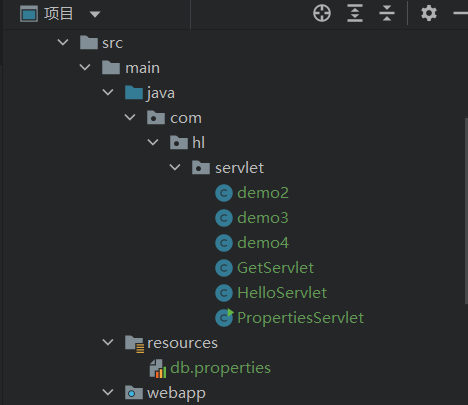 项目
src
main
java
com
hl
servlet
demo2
demo3
demo4
GetServlet
HelloServlet
PropertiesServlet
resources
db.properties
webapp